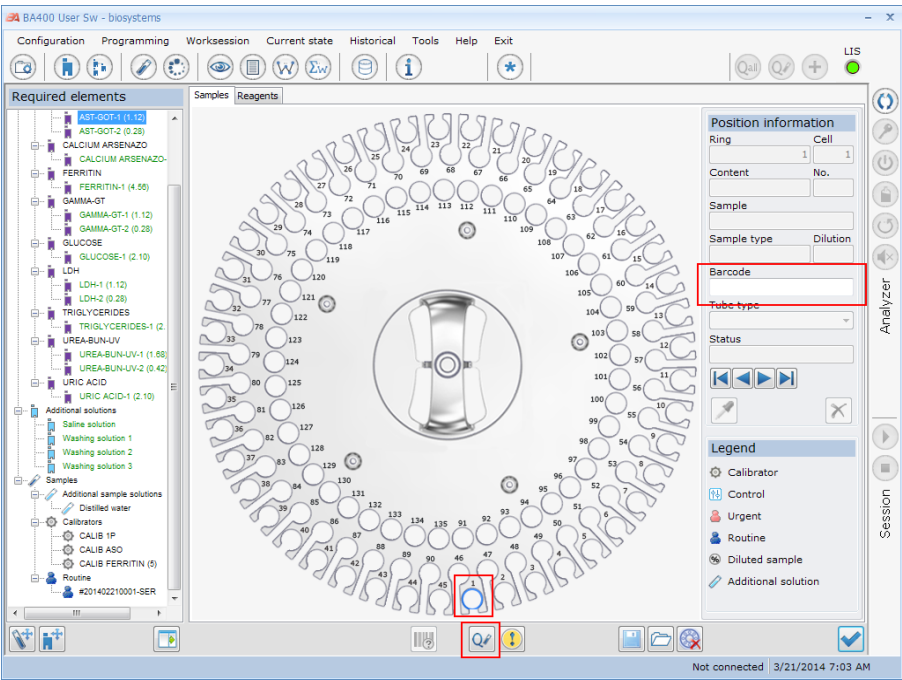 BA400 User Sw - biosystems
Configuration Programming Worksession Current state Historical Tools Help Exit
LIS
Required elements
Samples Reagents
AST-GOT-1 (1.12)
AST-GOT-2 (0.28)
CALCIUM ARSENAZO
CALCIUM ARSENAZO-
FERRITIN
FERRITIN-1 (4.56)
GAMMA-GT
GAMMA-GT-1 (1.12)
GAMMA-GT-2 (0.28)
GLUCOSE
GLUCOSE-1 (2.10)
LDH
LDH-1 (1.12)
LDH-2 (0.28)
TRIGLYCERIDES
TRIGLYCERIDES-1 (2.
UREA-BUN-UV
UREA-BUN-UV-1 (1.68)
UREA-BUN-UV-2 (0.42)
URIC ACID
URIC ACID-1 (2.10)
Additional solutions
Saline solution
Washing solution 1
Washing solution 2
Washing solution 3
Samples
Additional sample solutions
Distilled water
Calibrators
CALIB 1P
CALIB ASO
CALIB FERRITIN (5)
Routine
#201402210001-SER
Position information
Ring Cell
1 1
Content No.
Sample
Sample type Dilution
Barcode
Tube type
Status
Legend
Calibrator
Control
Urgent
Routine
Diluted sample
Additional solution
Analyzer
Session
Not connected 3/21/2014 7:03 AM